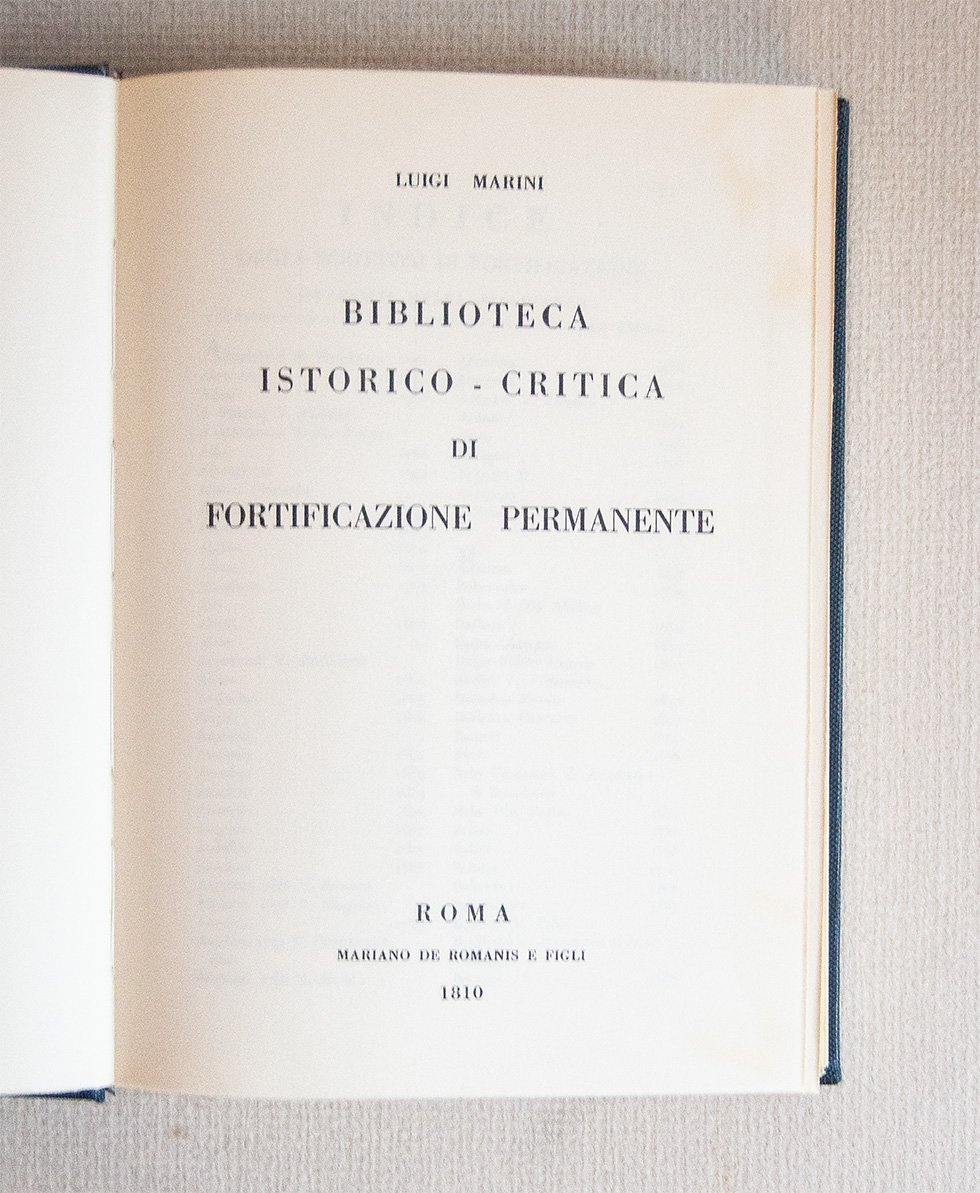 LUIGI MARINI
BIBLIOTECA
ISTORICO - CRITICA
DI
FORTIFICAZIONE PERMANENTE
ROMA
MARIANO DE ROMANIS E FIGLI
1810